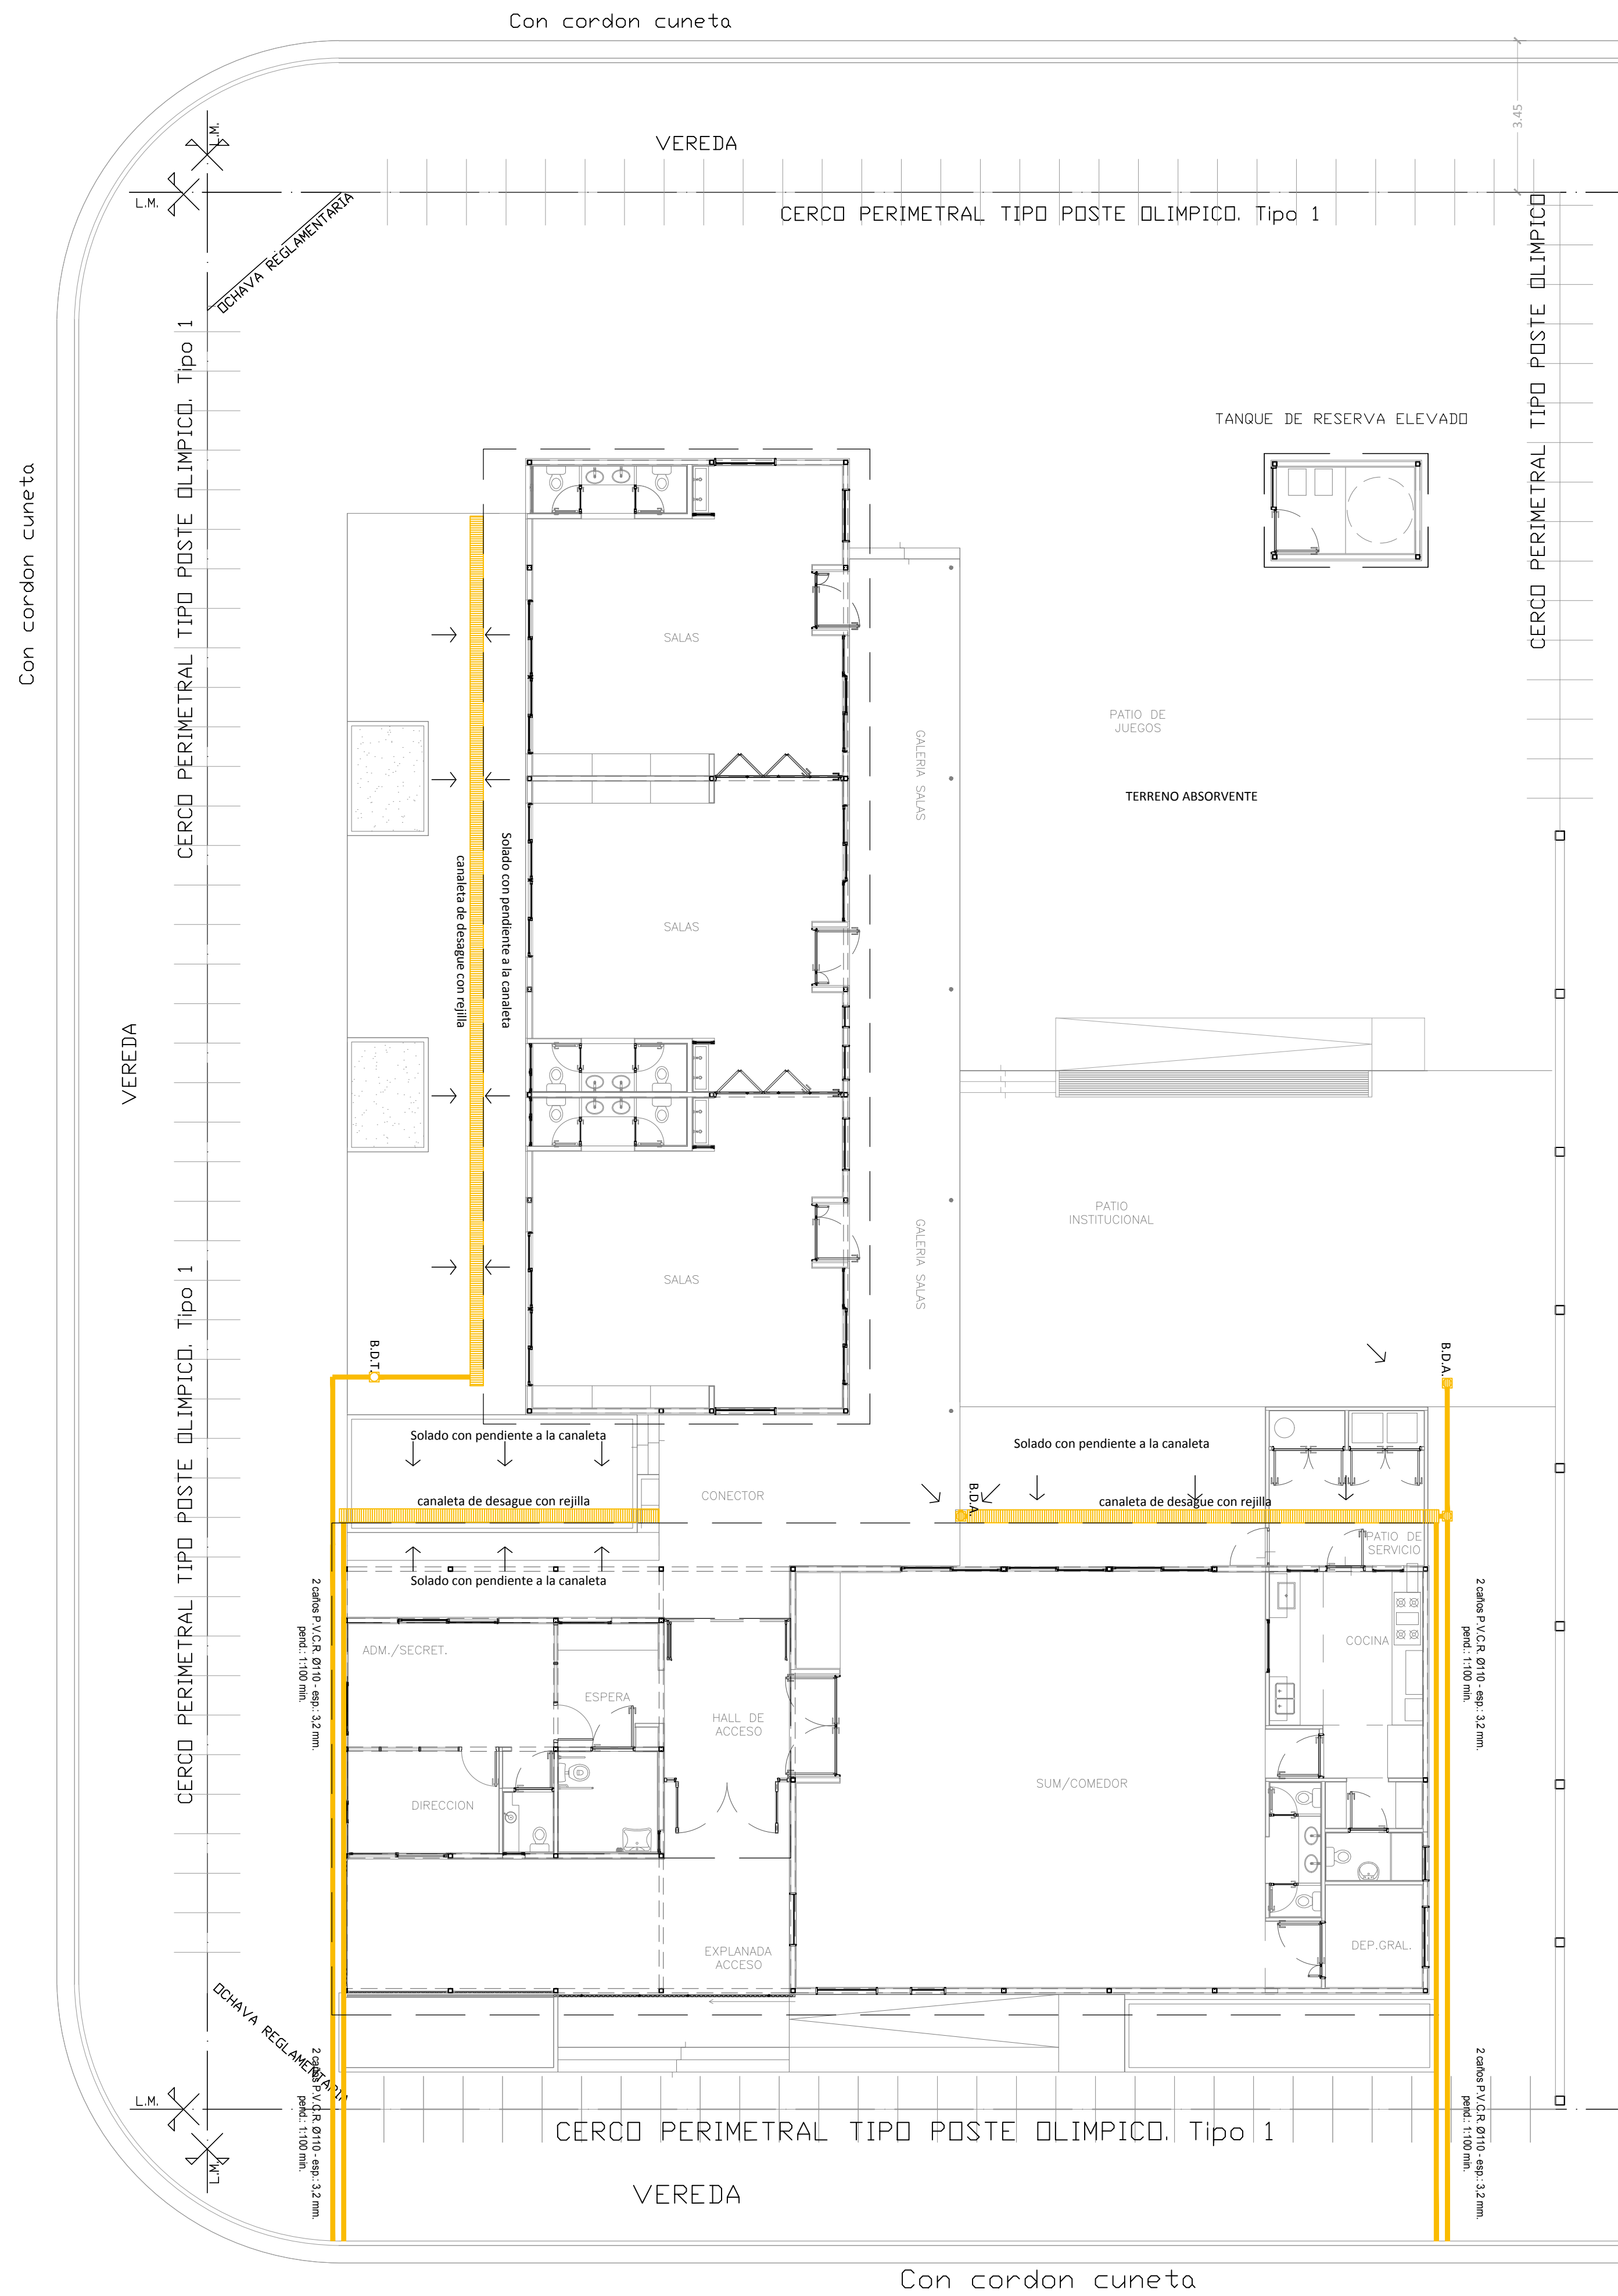 Con cordon cuneta
3.45
L.M.
VEREDA
L.M.
OCHAVA REGLAMENTARIA
CERCO PERIMETRAL TIPO POSTE OLIMPICO. Tipo 1
CERCO PERIMETRAL TIPO POSTE OLIMPICO
CERCO PERIMETRAL TIPO POSTE OLIMPICO. Tipo 1
TANQUE DE RESERVA ELEVADO
Con cordon cuneta
SALAS
PATIO DE
JUEGOS
GALERIA SALAS
TERRENO ABSORVENTE
Solado con pendiente a la canaleta
canaleta de desague con rejilla
SALAS
VEREDA
PATIO
INSTITUCIONAL
GALERIA SALAS
SALAS
CERCO PERIMETRAL TIPO POSTE OLIMPICO. Tipo 1
B.D.T.
B.D.A.
Solado con pendiente a la canaleta
Solado con pendiente a la canaleta
CONECTOR
B.D.A.
canaleta de desague con rejilla
canaleta de desague con rejilla
PATIO DE
SERVICIO
Solado con pendiente a la canaleta
2 caños P.V.C.R. Ø110 - esp.: 3,2 mm.
pend.: 1:100 min.
2 caños P.V.C.R. Ø110 - esp.: 3,2 mm.
pend.: 1:100 min.
ADM./SECRET.
COCINA
ESPERA
HALL DE
ACCESO
SUM/COMEDOR
DIRECCION
EXPLANADA
ACCESO
DEP.GRAL.
OCHAVA REGLAMENTARIA
2 caños P.V.C.R. Ø110 - esp.: 3,2 mm.
pend.: 1:100 min.
2 caños P.V.C.R. Ø110 - esp.: 3,2 mm.
pend.: 1:100 min.
L.M.
CERCO PERIMETRAL TIPO POSTE OLIMPICO. Tipo 1
L.M.
VEREDA
Con cordon cuneta